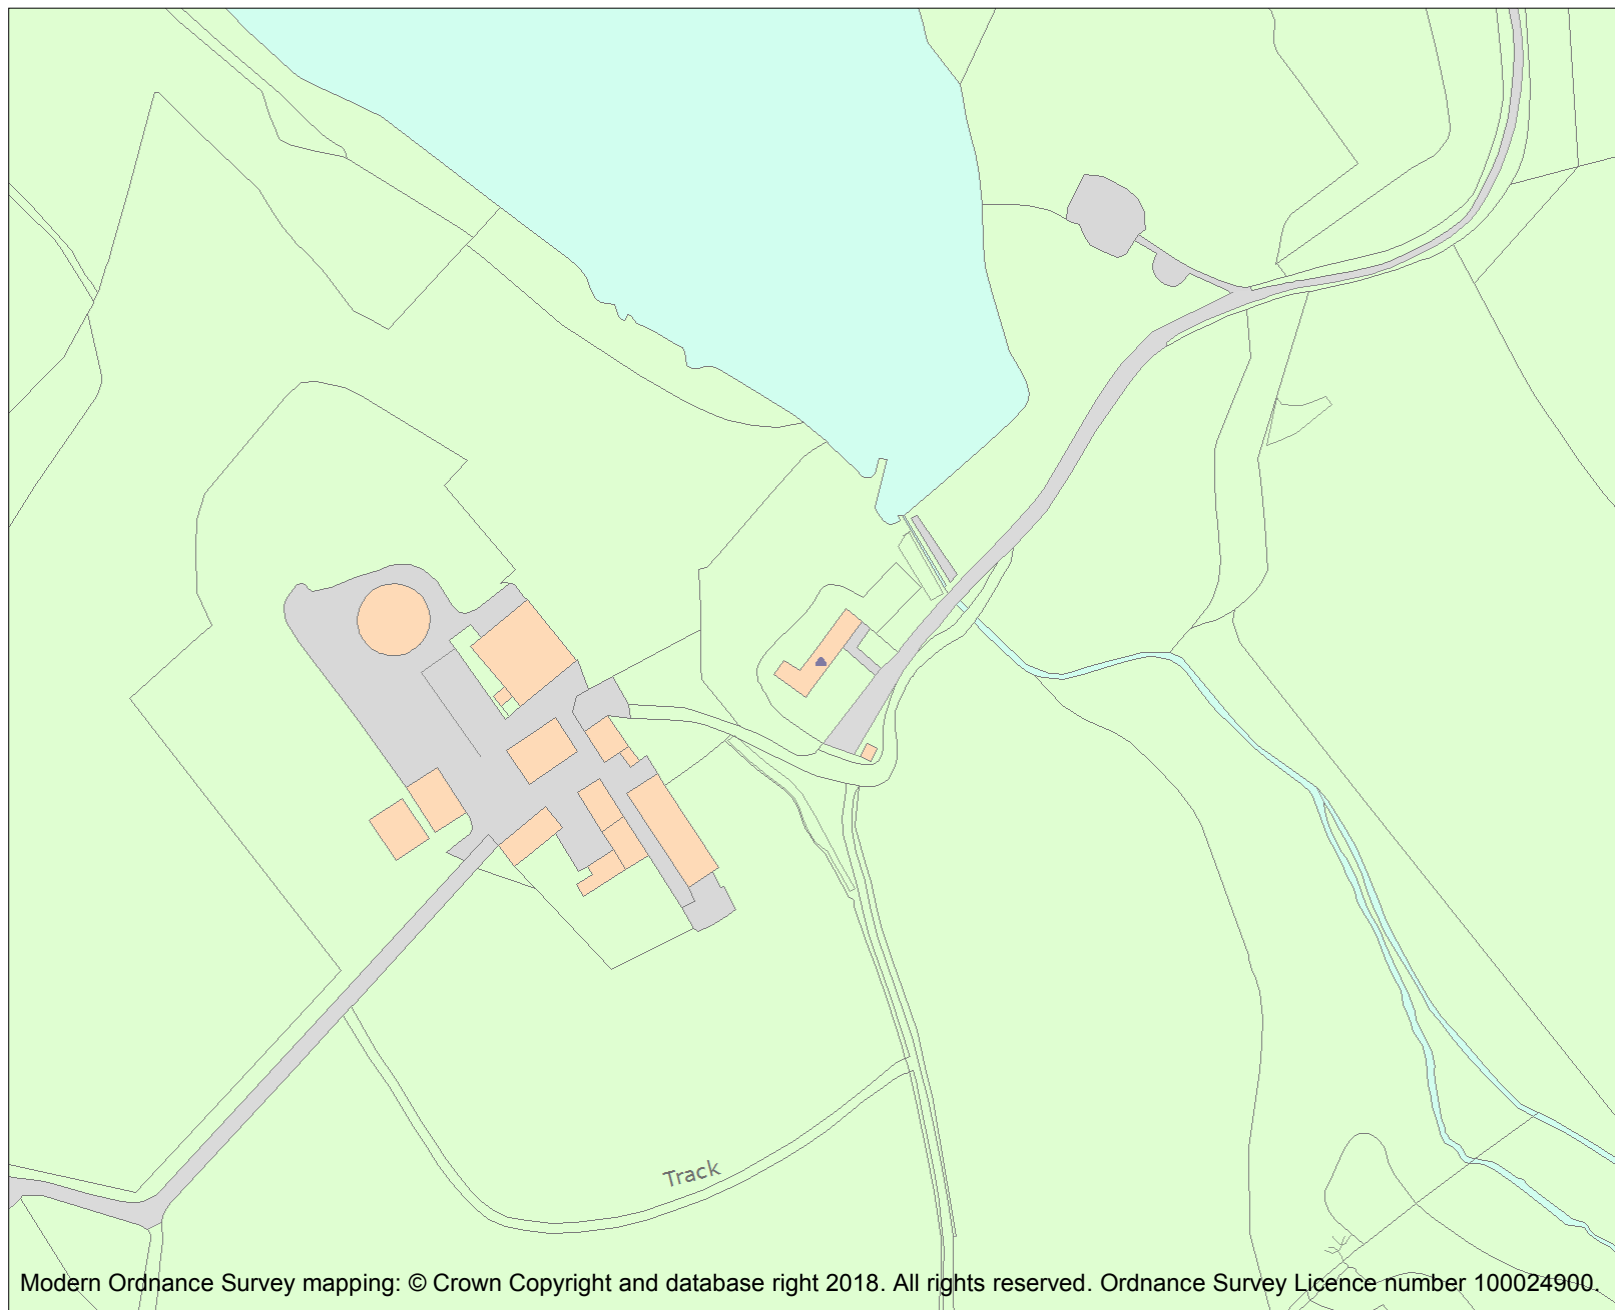 Track
Modern Ordnance Survey mapping: © Crown Copyright and database right 2018. All rights reserved. Ordnance Survey Licence number 100024900.